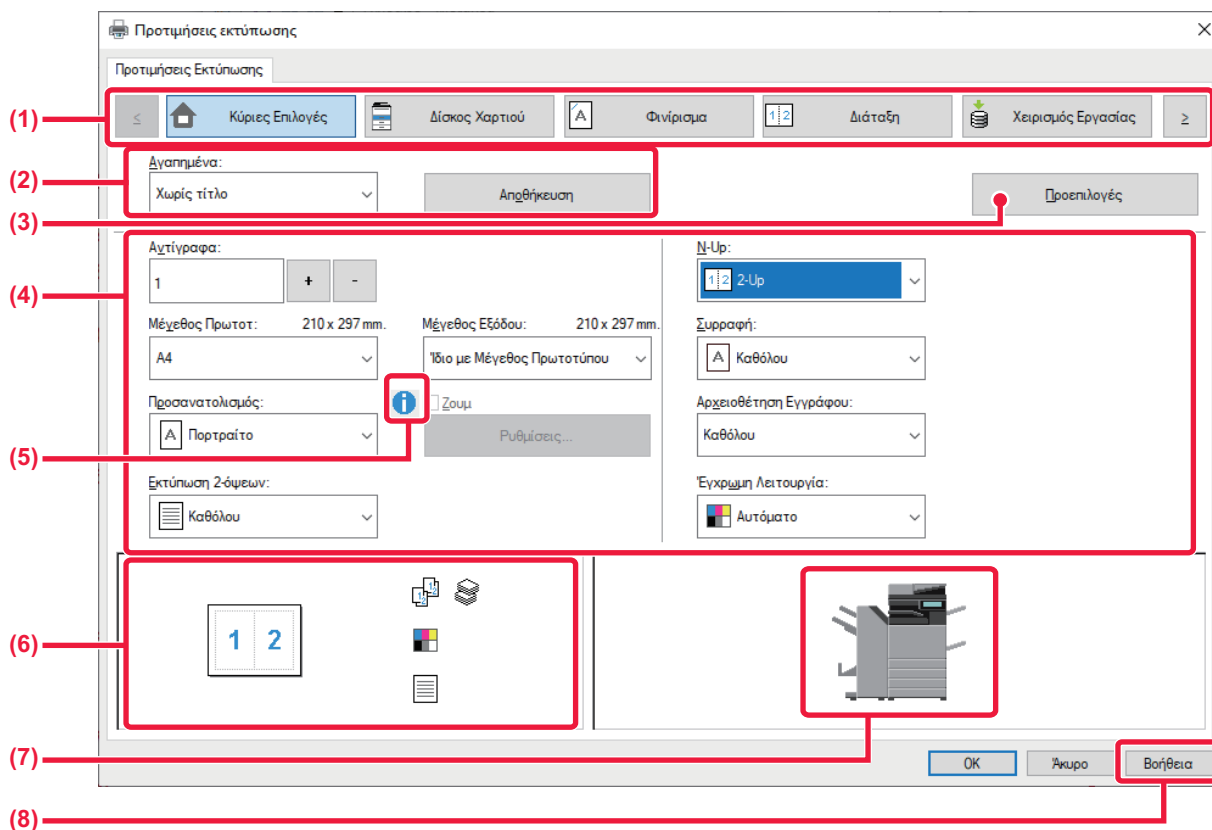 Προτιμήσεις εκτύπωσης
Προτιμήσεις Εκτύπωσης
(1)
< Κύριες Επιλογές Δίσκος Χαρτιού Φινίρισμα 1 2 Διάταξη Χειρισμός Εργασίας >
Αγαπημένα:
(2)
Χωρίς τίτλο Αποθήκευση Προεπιλογές
(3)
Αντίγραφα: N-Up:
(4)
1 + - 1 2 2-Up
Μέγεθος Πρωτοτ: 210 x 297 mm. Μέγεθος Εξόδου: 210 x 297 mm. Συρραφή:
A4 Ίδιο με Μέγεθος Πρωτοτύπου A Καθόλου
Προσανατολισμός: Ζουμ Αρχειοθέτηση Εγγράφου:
A Πορτραίτο Ρυθμίσεις... Καθόλου
(5)
Εκτύπωση 2-όψεων: Έγχρωμη Λειτουργία:
Καθόλου Αυτόματο
(6)
1 2
(7)
OK Άκυρο Βοήθεια
(8)